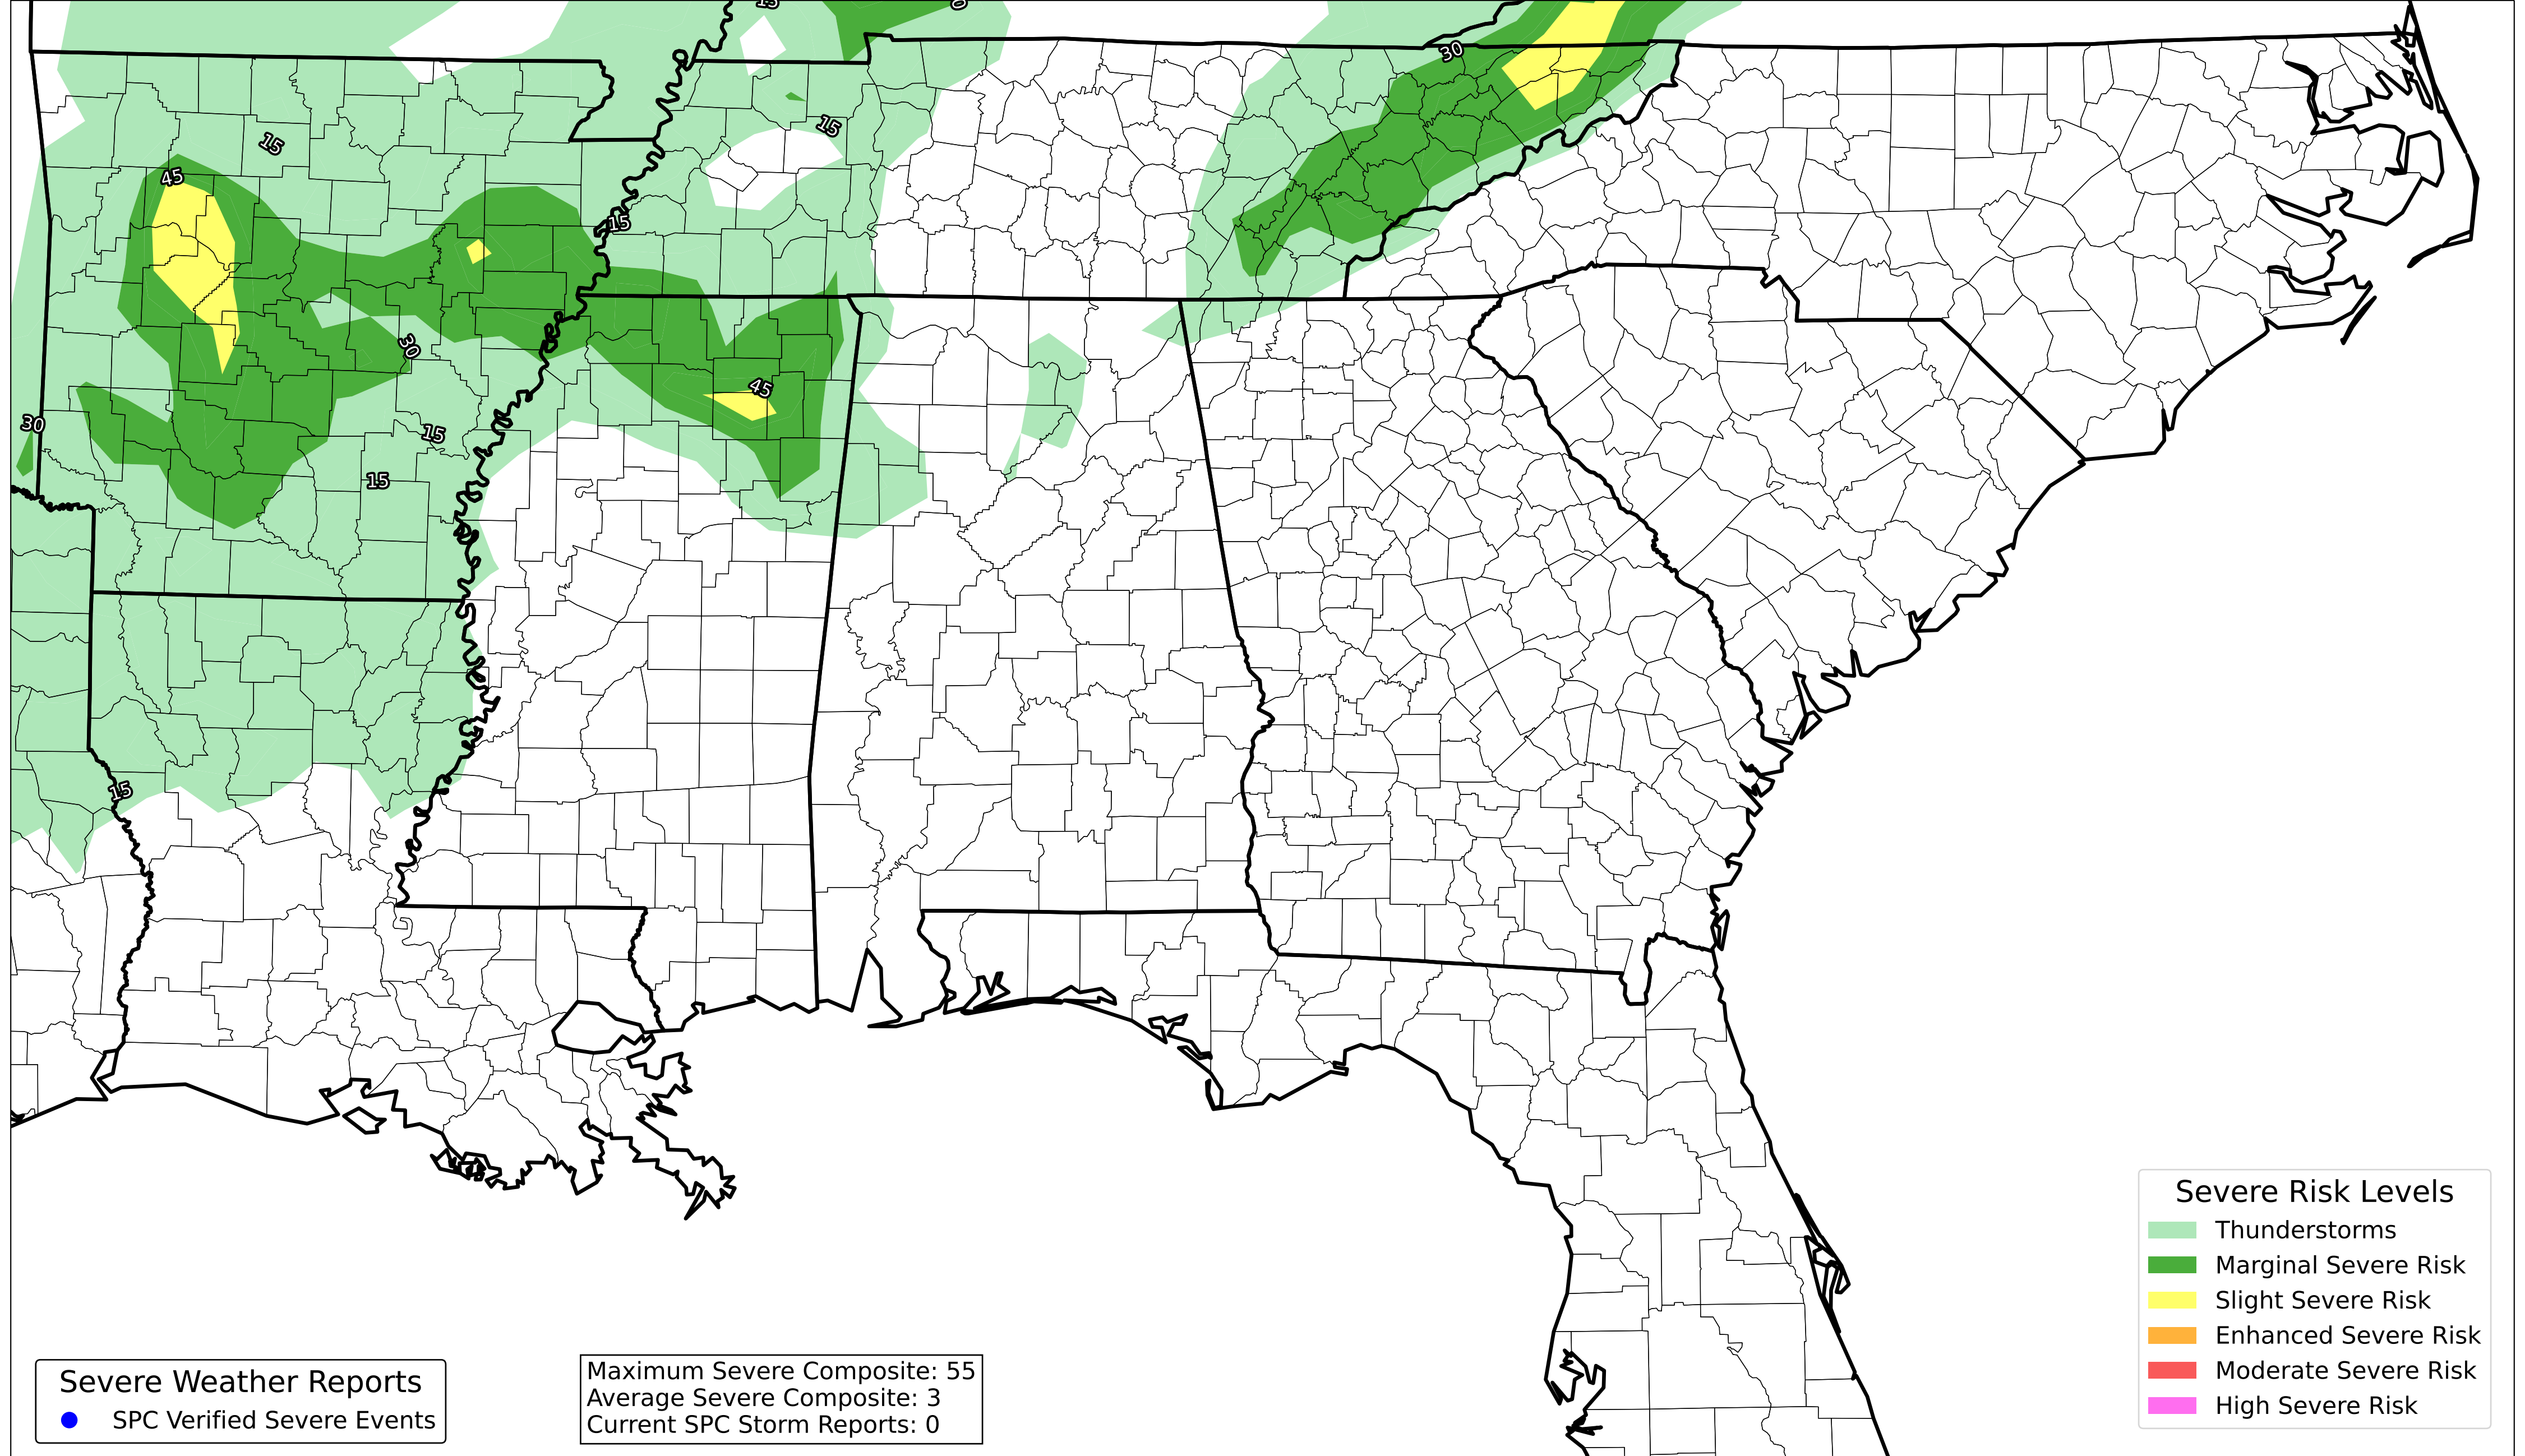 15
0
30
15
15
45
15
30
45
30
15
15
15
Severe Risk Levels
Thunderstorms
Marginal Severe Risk
Slight Severe Risk
Enhanced Severe Risk
Moderate Severe Risk
High Severe Risk
Severe Weather Reports
SPC Verified Severe Events
Maximum Severe Composite: 55
Average Severe Composite: 3
Current SPC Storm Reports: 0